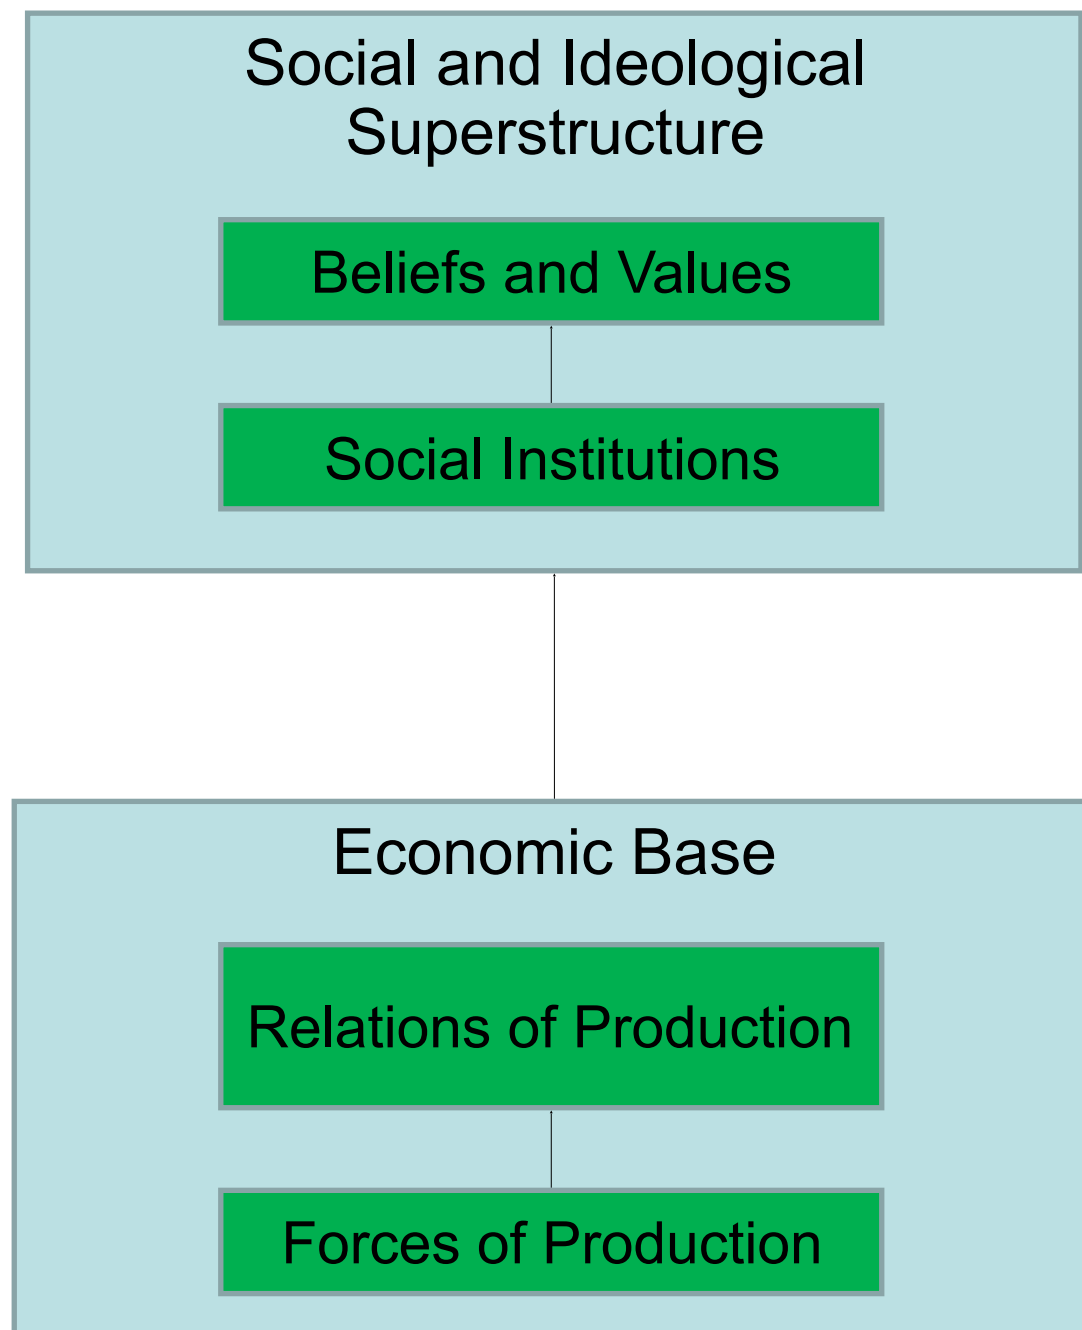 Social and Ideological
Superstructure
Beliefs and Values
Social Institutions
Economic Base
Relations of Production
Forces of Production